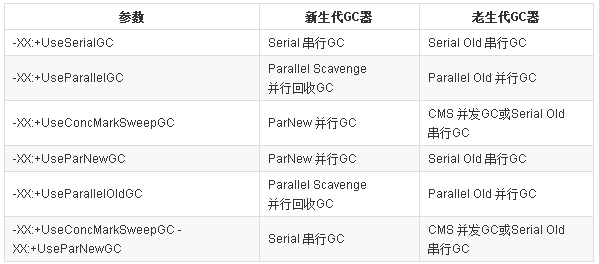 参数 新生代GC器 老生代GC器
-XX:+UseSerialGC Serial 串行GC Serial Old 串行GC
-XX:+UseParallelGC Parallel Scavenge 并行回收GC Parallel Old 并行GC
-XX:+UseConcMarkSweepGC ParNew 并行GC CMS 并发GC或Serial Old 串行GC
-XX:+UseParNewGC ParNew 并行GC Serial Old 串行GC
-XX:+UseParallelOldGC Parallel Scavenge 并行回收GC Parallel Old 并行GC
-XX:+UseConcMarkSweepGC -XX:+UseParNewGC Serial 串行GC CMS 并发GC或Serial Old 串行GC